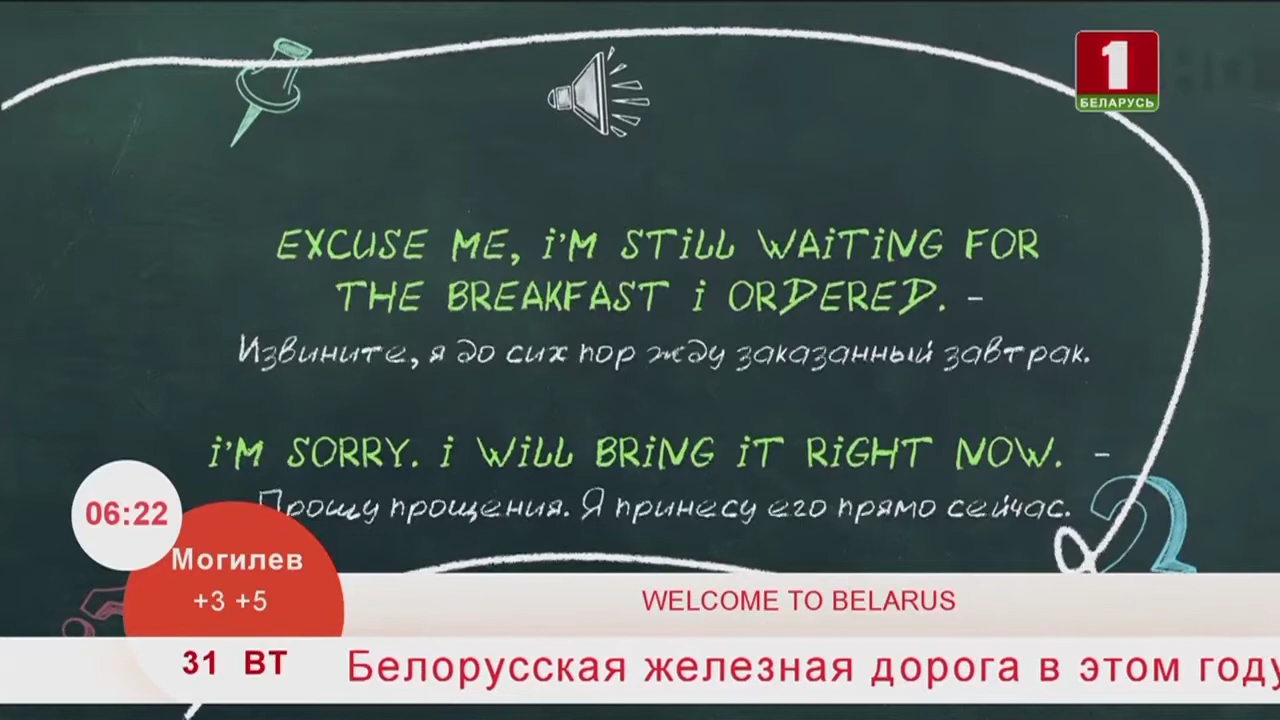 1
БЕЛАРУСЬ
EXCUSE ME, i'M STiLL WAiTiNG FOR
THE BREAKFAST i ORDERED. –
Извините, я до сих пор жду заказанный завтрак.
i'M SORRY. i WiLL BRiNG iT RiGHT NOW. –
Прошу прощения. Я принесу его прямо сейчас.
06:22
Могилев
+3 +5
WELCOME TO BELARUS
31 ВТ
Белорусская железная дорога в этом году